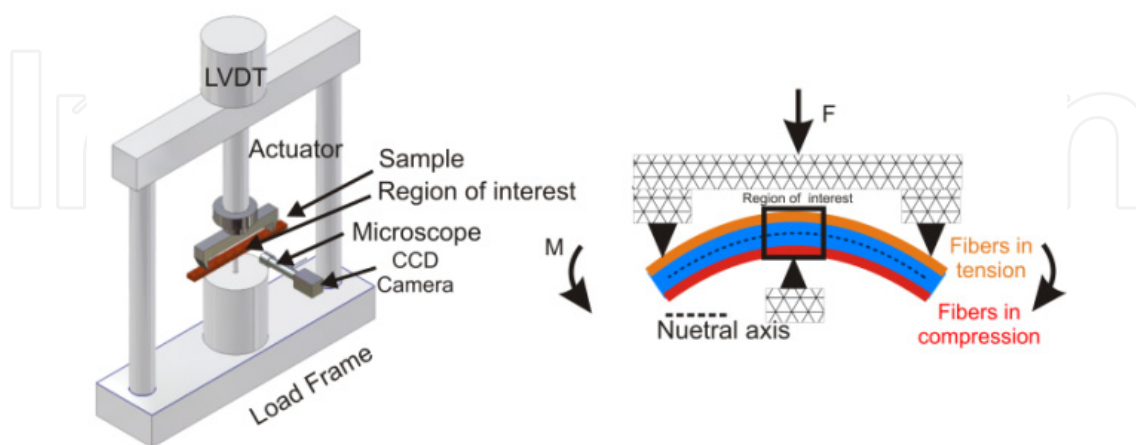 LVDT
Actuator
Sample
Region of interest
Microscope
CCD
Camera
Load Frame
F
Region of interest
M
Fibers in
tension
Nuetral axis
Fibers in
compression